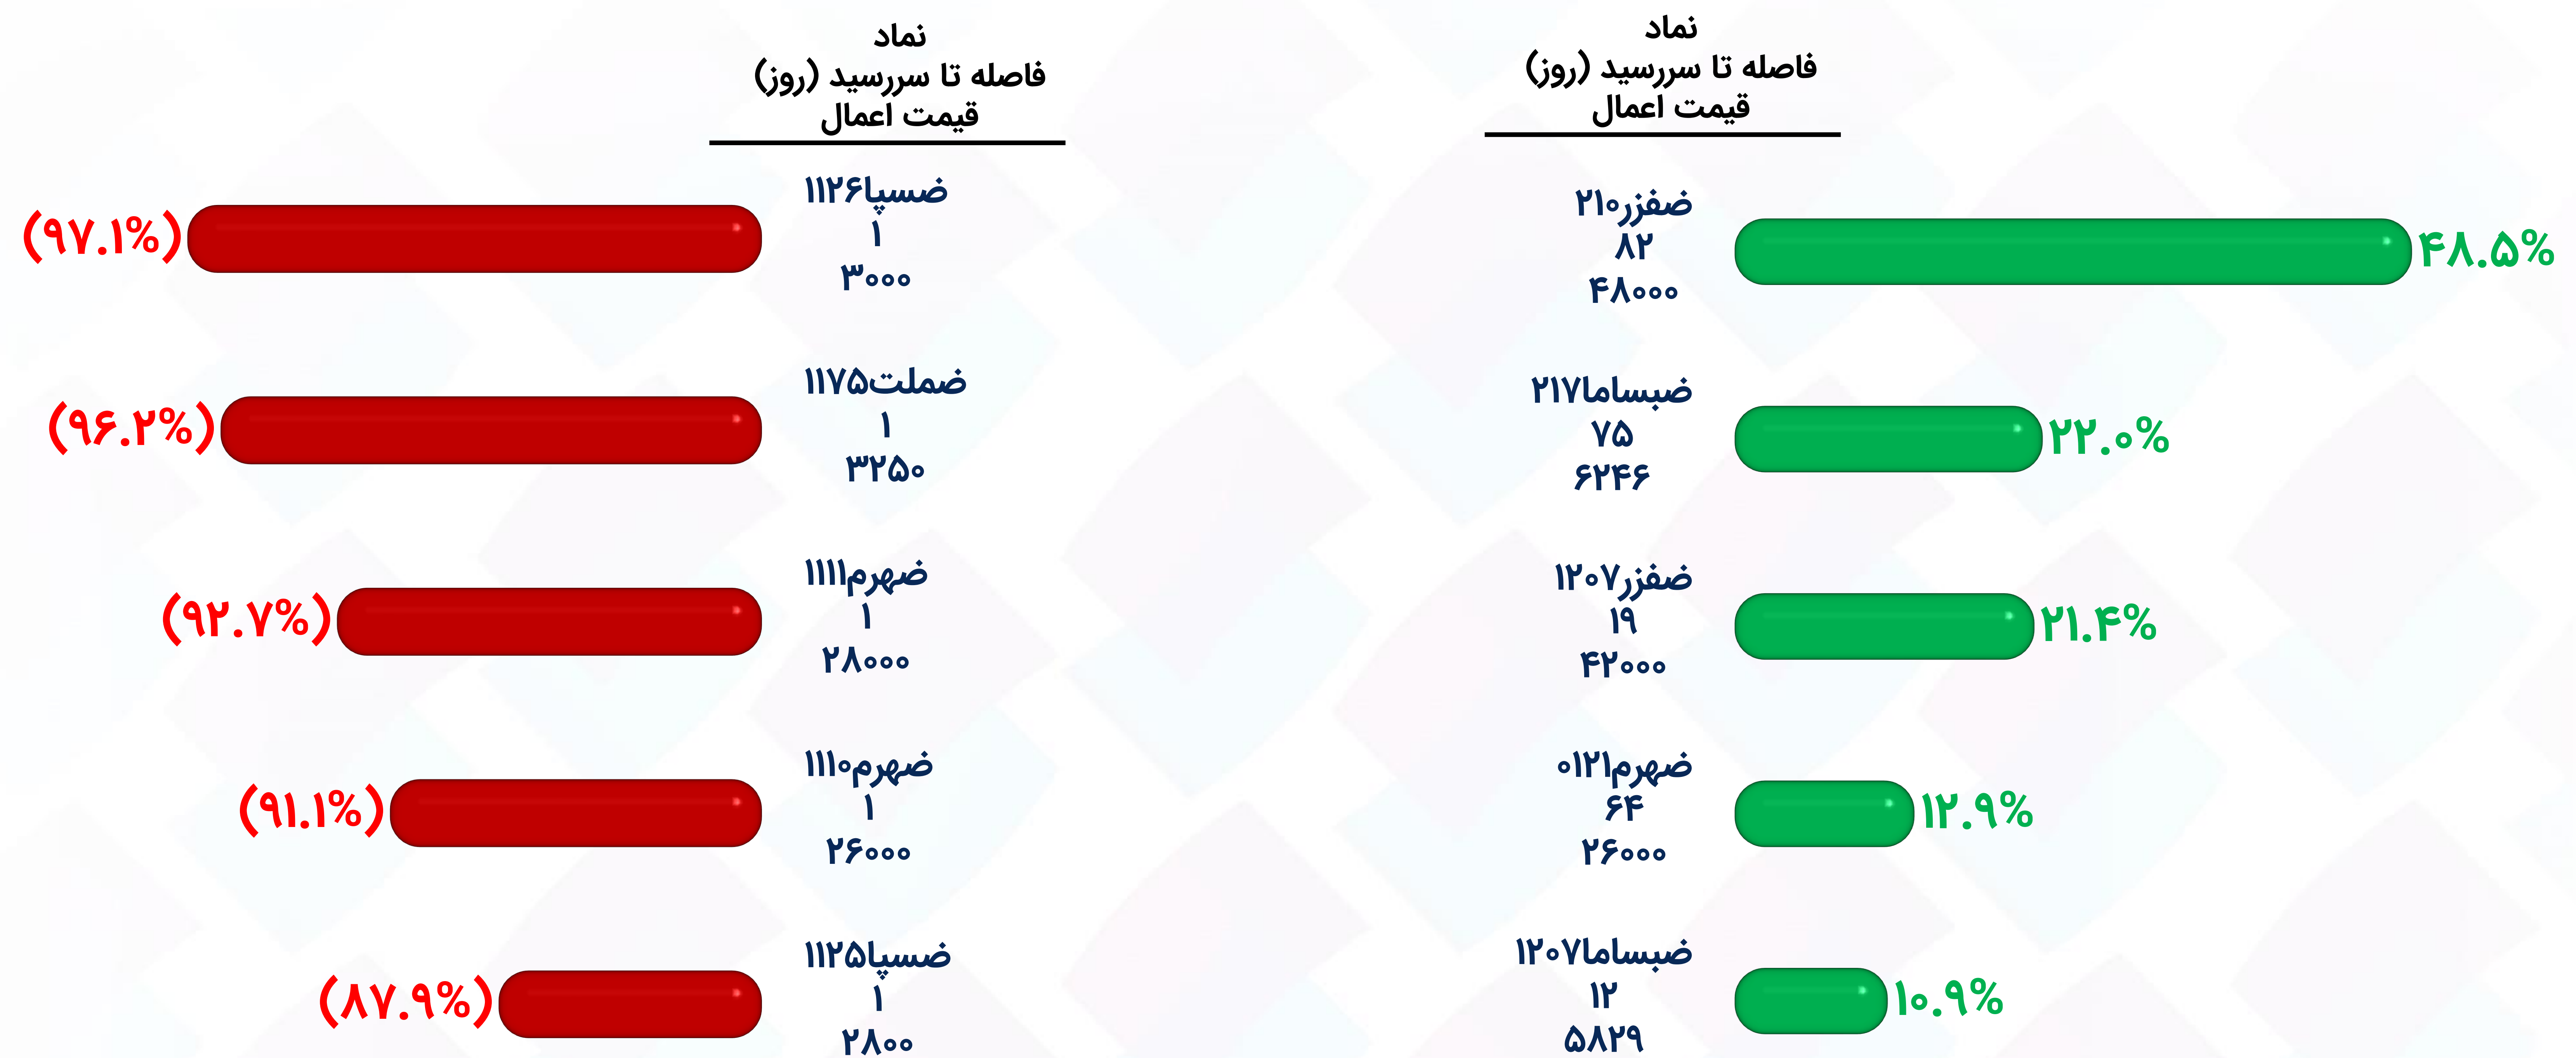 نماد
فاصله تا سررسید (روز)
قیمت اعمال
ضفزر۲۱۰
۸۲
۴۸۰۰۰
۴۸.۵%
ضبساما۲۱۷
۷۵
۶۲۴۶
۲۲.۰%
ضفزر۱۲۰۷
۱۹
۴۲۰۰۰
۲۱.۴%
ضهرم۰۱۲۱
۶۴
۲۶۰۰۰
۱۲.۹%
ضبساما۱۲۰۷
۱۲
۵۸۲۹
۱۰.۹%
نماد
فاصله تا سررسید (روز)
قیمت اعمال
ضسپا۱۱۲۶
۱
۳۰۰۰
(۹۷.۱%)
ضملت۱۱۷۵
۱
۳۲۵۰
(۹۶.۲%)
ضهرم۱۱۱۱
۱
۲۸۰۰۰
(۹۲.۷%)
ضهرم۱۱۱۰
۱
۲۶۰۰۰
(۹۱.۱%)
ضسپا۱۱۲۵
۱
۲۸۰۰
(۸۷.۹%)